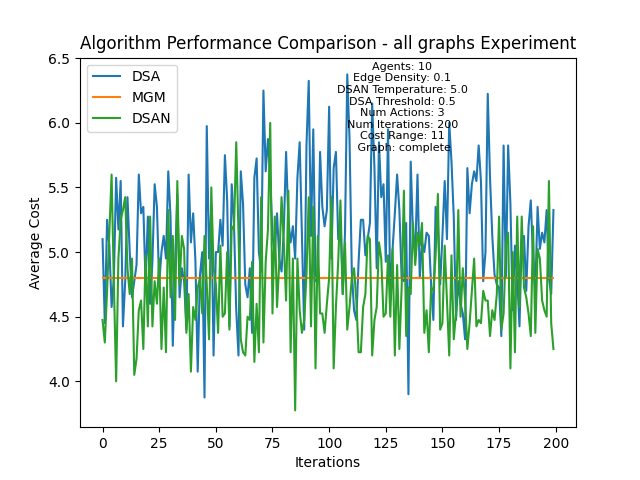 Algorithm Performance Comparison - all graphs Experiment
DSA
MGM
DSAN
Agents: 10
Edge Density: 0.1
DSAN Temperature: 5.0
DSA Threshold: 0.5
Num Actions: 3
Num Iterations: 200
Cost Range: 11
Graph: complete
6.5
6.0
5.5
5.0
4.5
4.0
Average Cost
0 25 50 75 100 125 150 175 200
Iterations